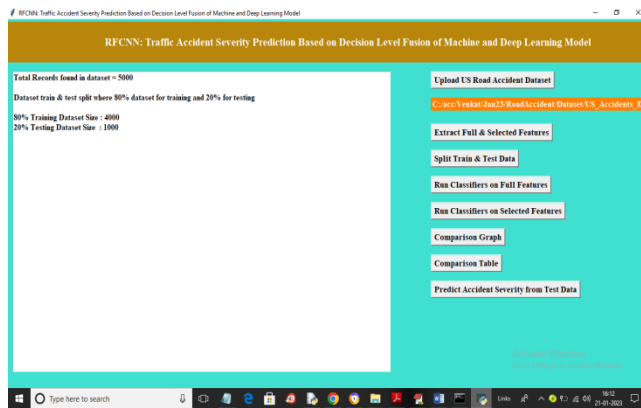 RFCNN: Traffic Accident Severity Prediction Based on Decision Level Fusion of Machine and Deep Learning Model
RFCNN: Traffic Accident Severity Prediction Based on Decision Level Fusion of Machine and Deep Learning Model
Total Records found in dataset = 5000
Dataset train & test split where 80% dataset for training and 20% for testing
80% Training Dataset Size : 4000
20% Testing Dataset Size : 1000
Upload US Road Accident Dataset
C:/acc/Venkat/Jan23/RoadAccident/Dataset/US_Accidents_
Extract Full & Selected Features
Split Train & Test Data
Run Classifiers on Full Features
Run Classifiers on Selected Features
Comparison Graph
Comparison Table
Predict Accident Severity from Test Data
Activate Windows
Type here to search
Links
16:12
21-01-2023